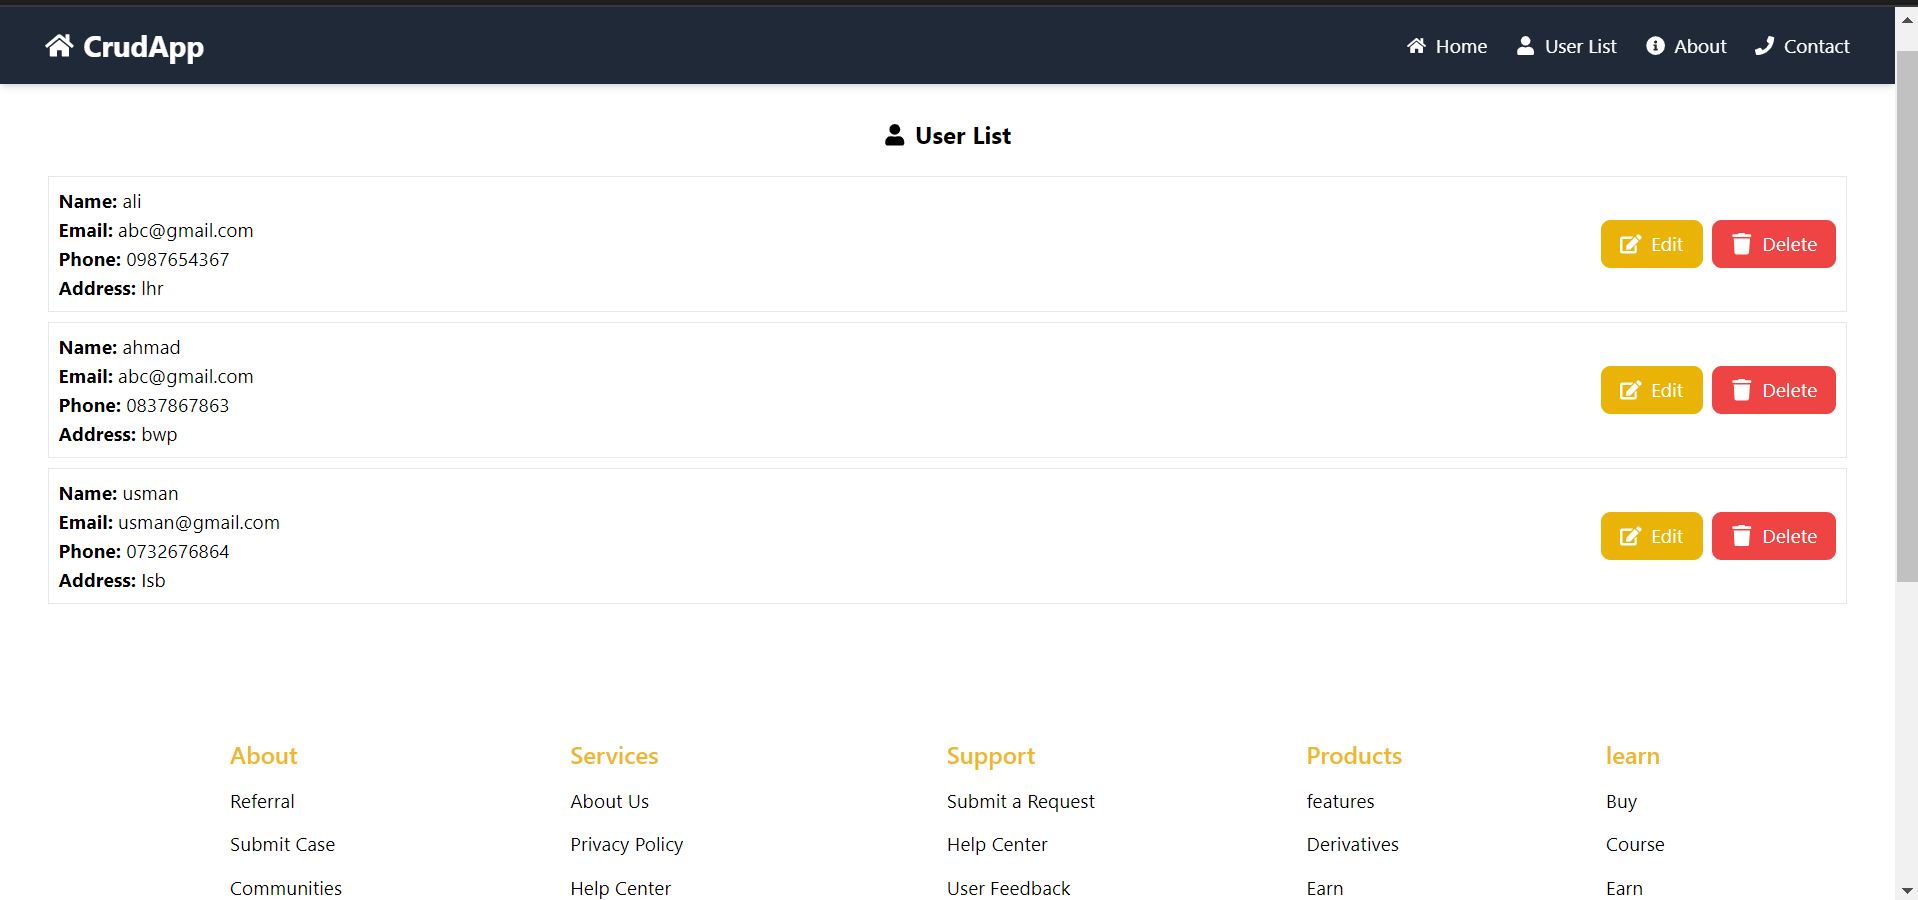 CrudApp
Home User List About Contact
User List
Name: ali
Email: abc@gmail.com
Phone: 0987654367
Address: lhr
Edit Delete
Name: ahmad
Email: abc@gmail.com
Phone: 0837867863
Address: bwp
Edit Delete
Name: usman
Email: usman@gmail.com
Phone: 0732676864
Address: Isb
Edit Delete
About
Referral
Submit Case
Communities
Services
About Us
Privacy Policy
Help Center
Support
Submit a Request
Help Center
User Feedback
Products
features
Derivatives
Earn
learn
Buy
Course
Earn